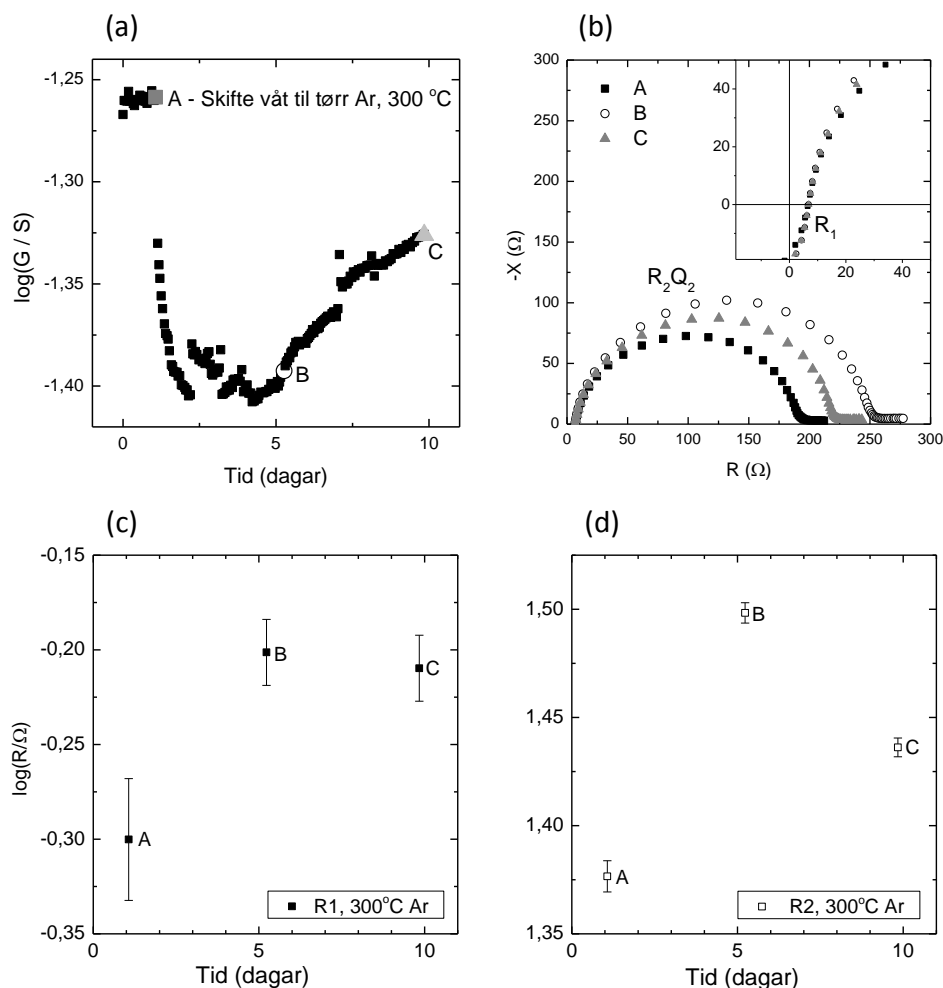 (a)
-1,25
-1,30
-1,35
-1,40
log(G / S)
A - Skifte våt til tørr Ar, 300 °C
B
C
0
5
10
Tid (dagar)
(b)
300
250
200
150
100
50
0
-X (Ω)
A
B
C
R₂Q₂
40
20
0
R₁
0
20
40
0
50
100
150
200
250
300
R (Ω)
(c)
-0,15
-0,20
-0,25
-0,30
-0,35
log(R/Ω)
A
B
C
R1, 300°C Ar
0
5
10
Tid (dagar)
(d)
1,50
1,45
1,40
1,35
A
B
C
R2, 300°C Ar
0
5
10
Tid (dagar)